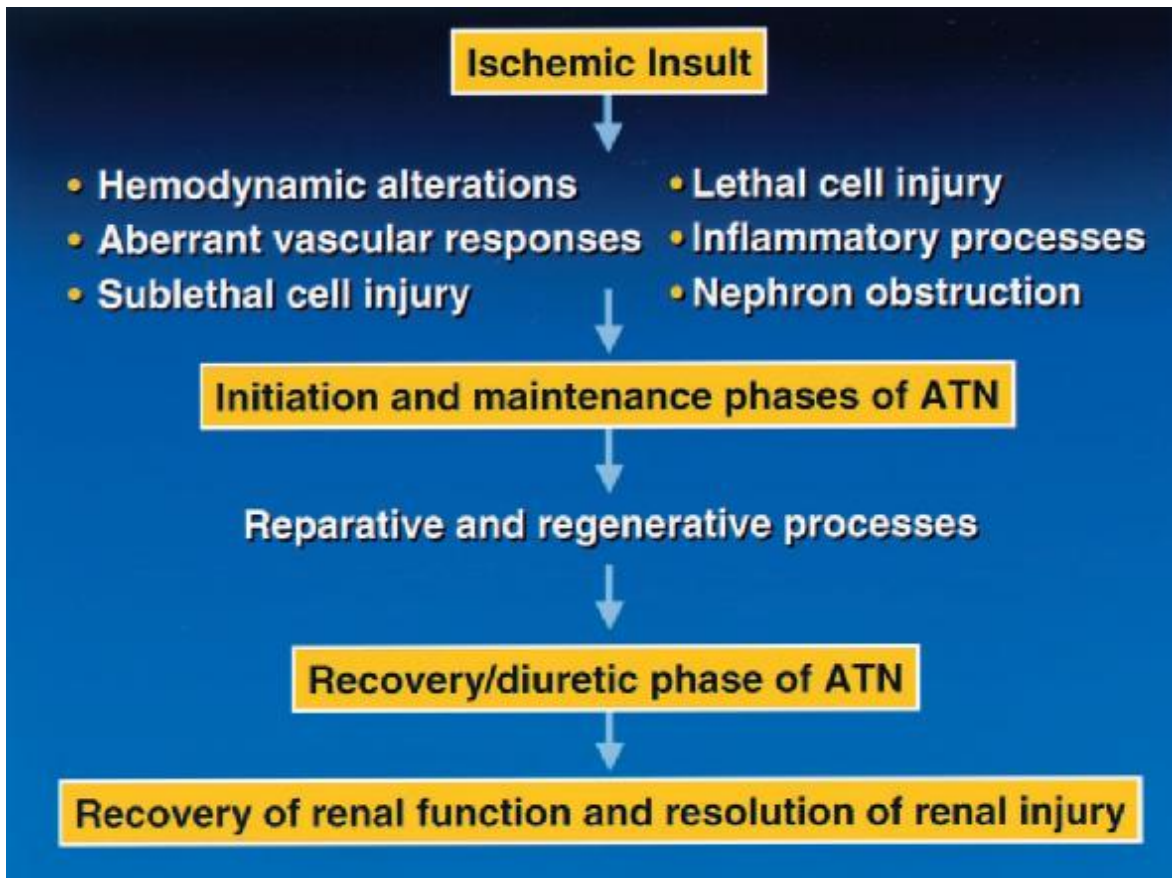 Ischemic Insult
• Hemodynamic alterations
• Aberrant vascular responses
• Sublethal cell injury
• Lethal cell injury
• Inflammatory processes
• Nephron obstruction
Initiation and maintenance phases of ATN
Reparative and regenerative processes
Recovery/diuretic phase of ATN
Recovery of renal function and resolution of renal injury